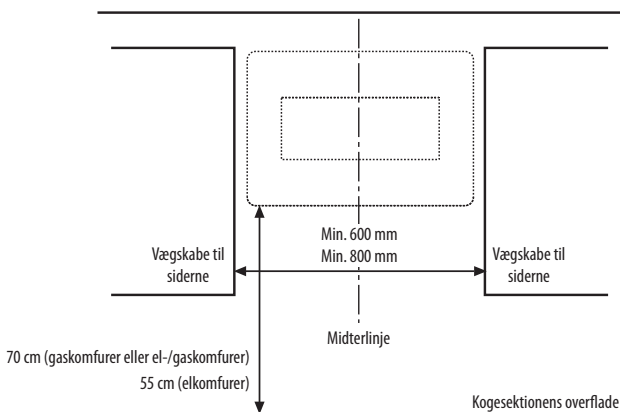 Min. 600 mm
Min. 800 mm
Vægskabe til
siderne
Vægskabe til
siderne
Midterlinje
70 cm (gaskomfurer eller el-/gaskomfurer)
55 cm (elkomfurer)
Kogesektionens overflade